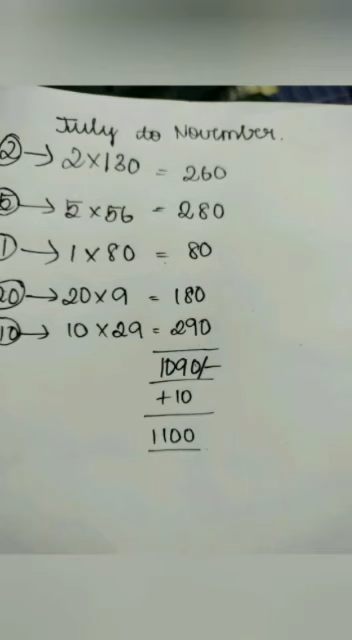 July to November.
② → 2 × 130 = 260
⑤ → 5 × 56 = 280
① → 1 × 80 = 80
⑳ → 20 × 9 = 180
⑩ → 10 × 29 = 290
1090/-
+10
1100